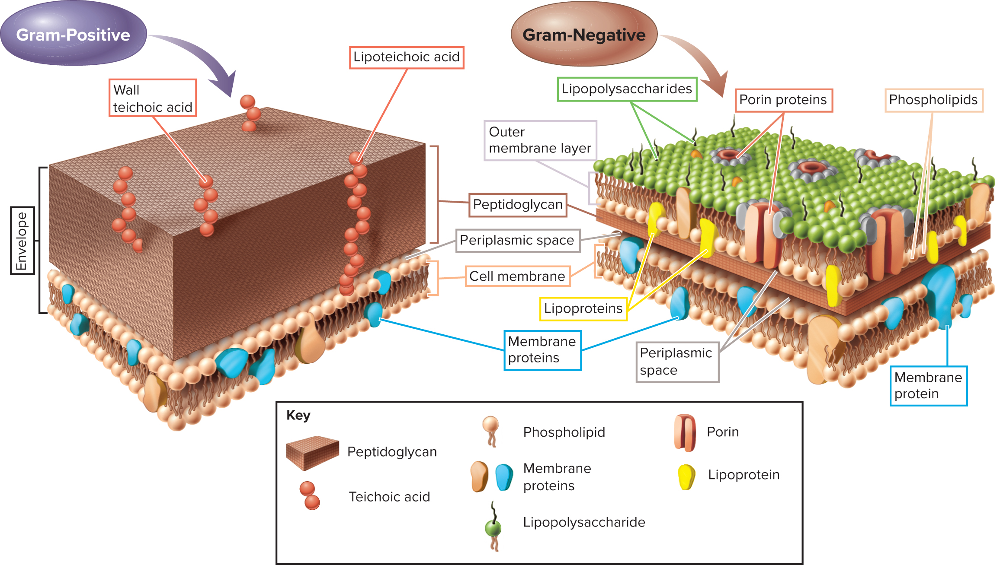 Gram-Positive
Gram-Negative
Lipoteichoic acid
Wall
teichoic acid
Lipopolysaccharides
Porin proteins
Phospholipids
Outer
membrane layer
Peptidoglycan
Envelope
Periplasmic space
Cell membrane
Lipoproteins
Membrane
proteins
Periplasmic
space
Membrane
protein
Key
Peptidoglycan
Teichoic acid
Phospholipid
Membrane
proteins
Lipopolysaccharide
Porin
Lipoprotein